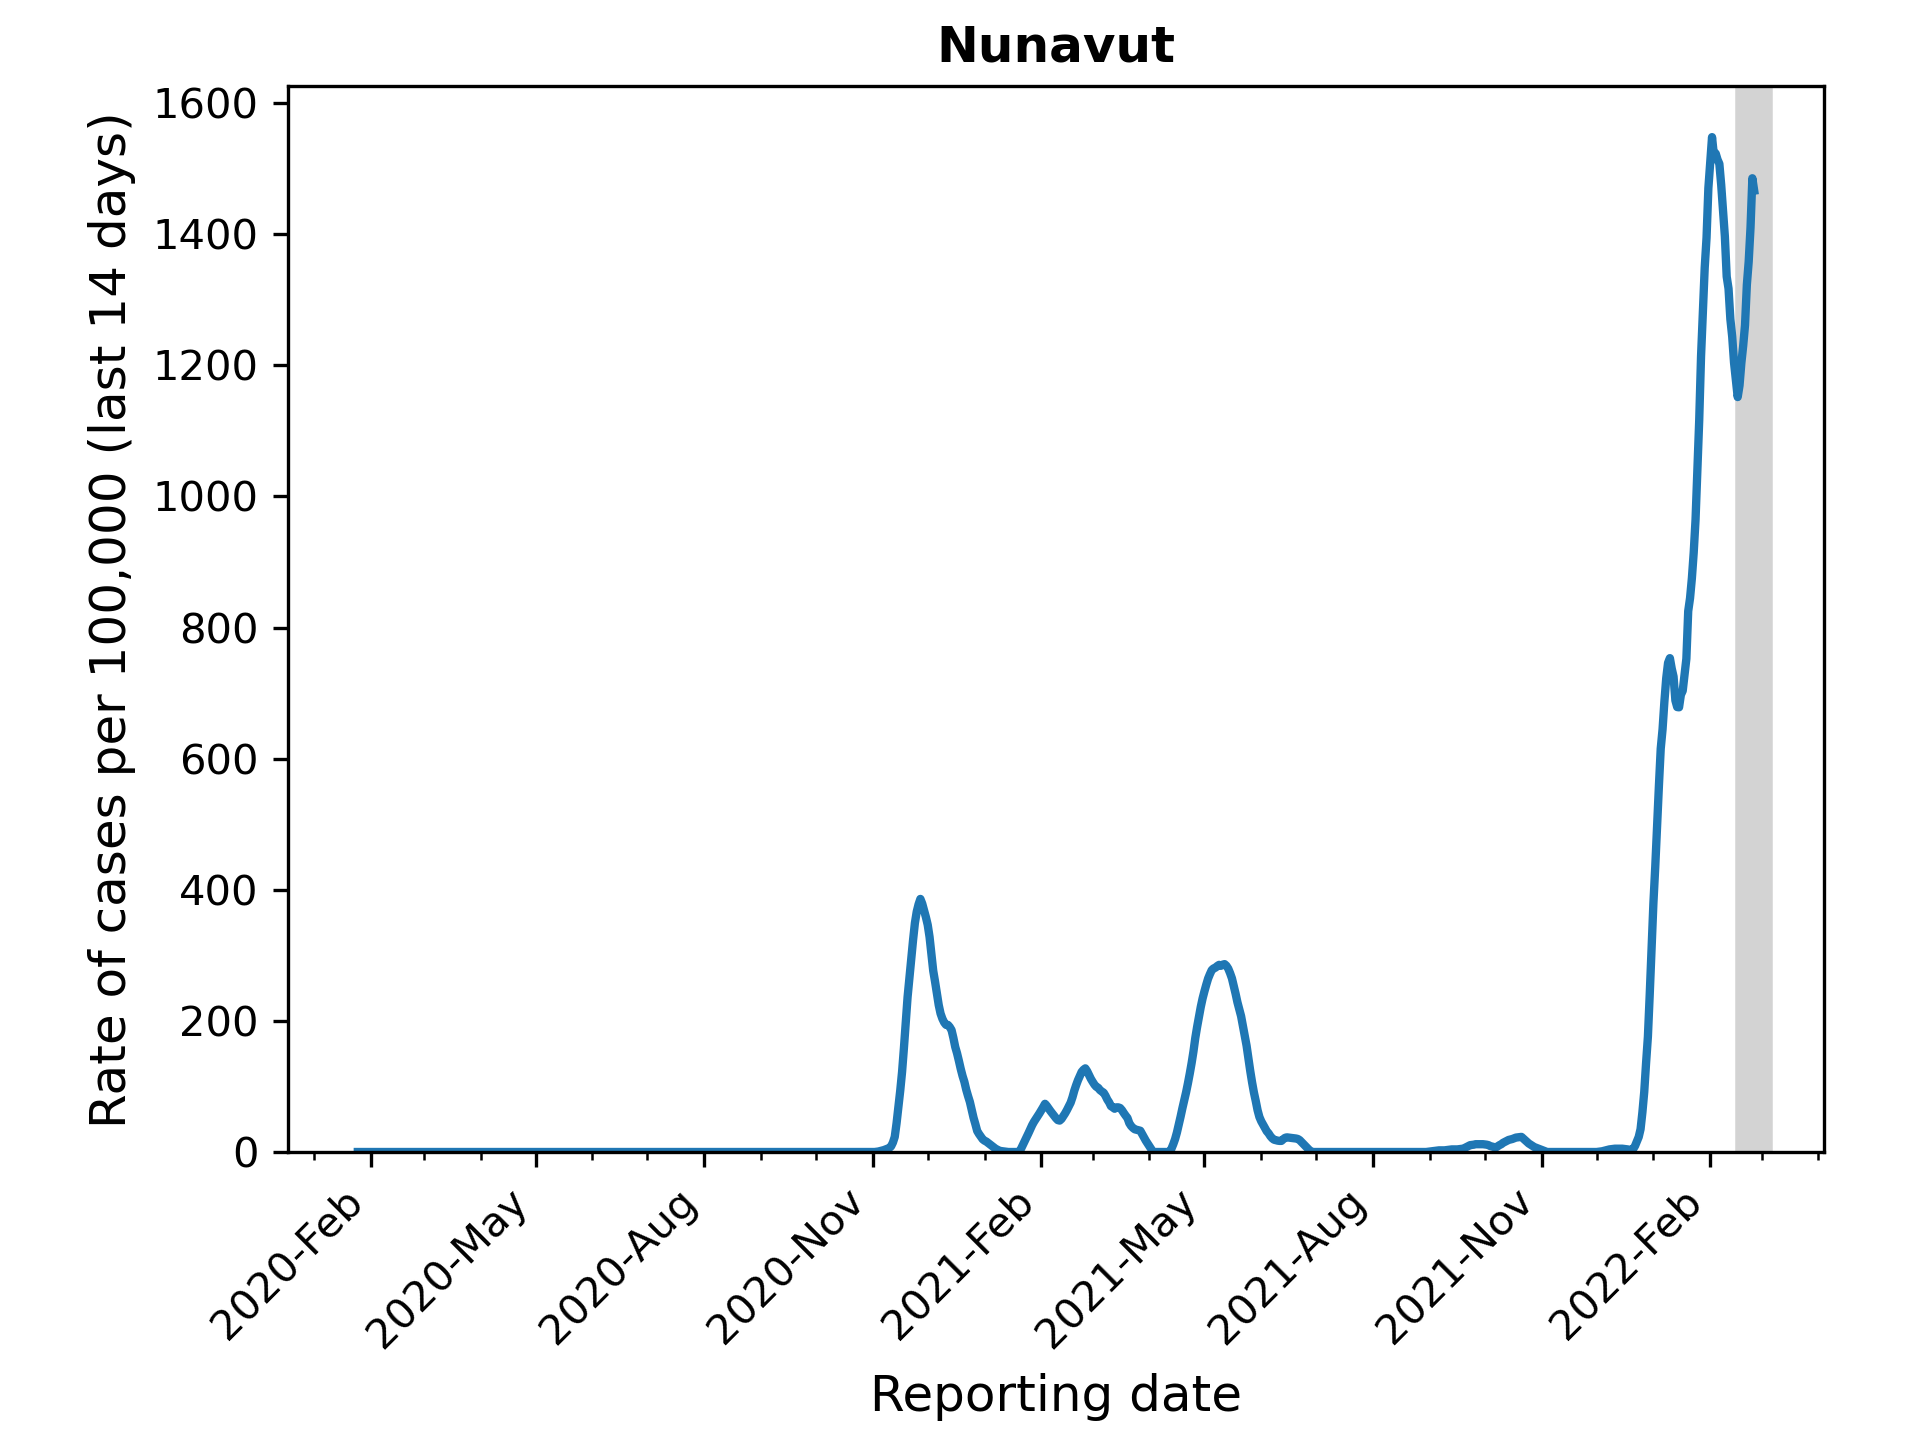 Nunavut
Rate of cases per 100,000 (last 14 days)
1600
1400
1200
1000
800
600
400
200
0
2020-Feb
2020-May
2020-Aug
2020-Nov
2021-Feb
2021-May
2021-Aug
2021-Nov
2022-Feb
Reporting date